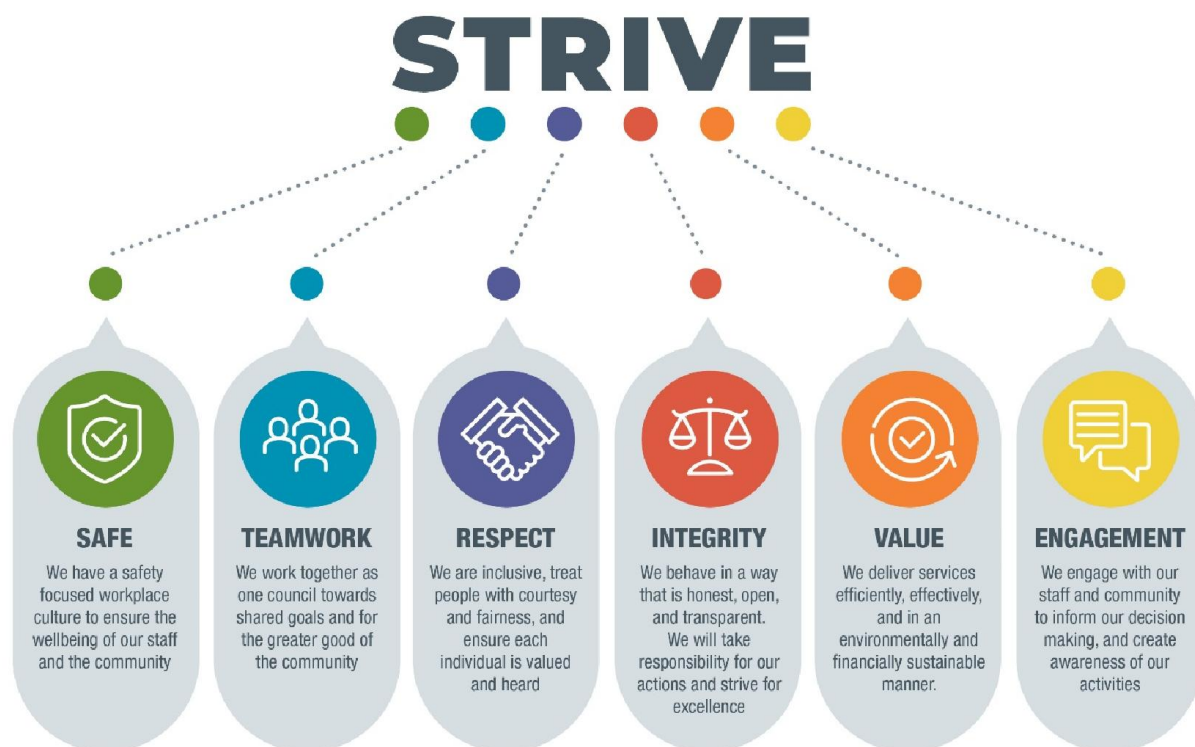 STRIVE
SAFE
We have a safety
focused workplace
culture to ensure the
wellbeing of our staff
and the community
TEAMWORK
We work together as
one council towards
shared goals and for
the greater good of
the community
RESPECT
We are inclusive, treat
people with courtesy
and fairness, and
ensure each
individual is valued
and heard
INTEGRITY
We behave in a way
that is honest, open,
and transparent.
We will take
responsibility for our
actions and strive for
excellence
VALUE
We deliver services
efficiently, effectively,
and in an
environmentally and
financially sustainable
manner.
ENGAGEMENT
We engage with our
staff and community
to inform our decision
making, and create
awareness of our
activities